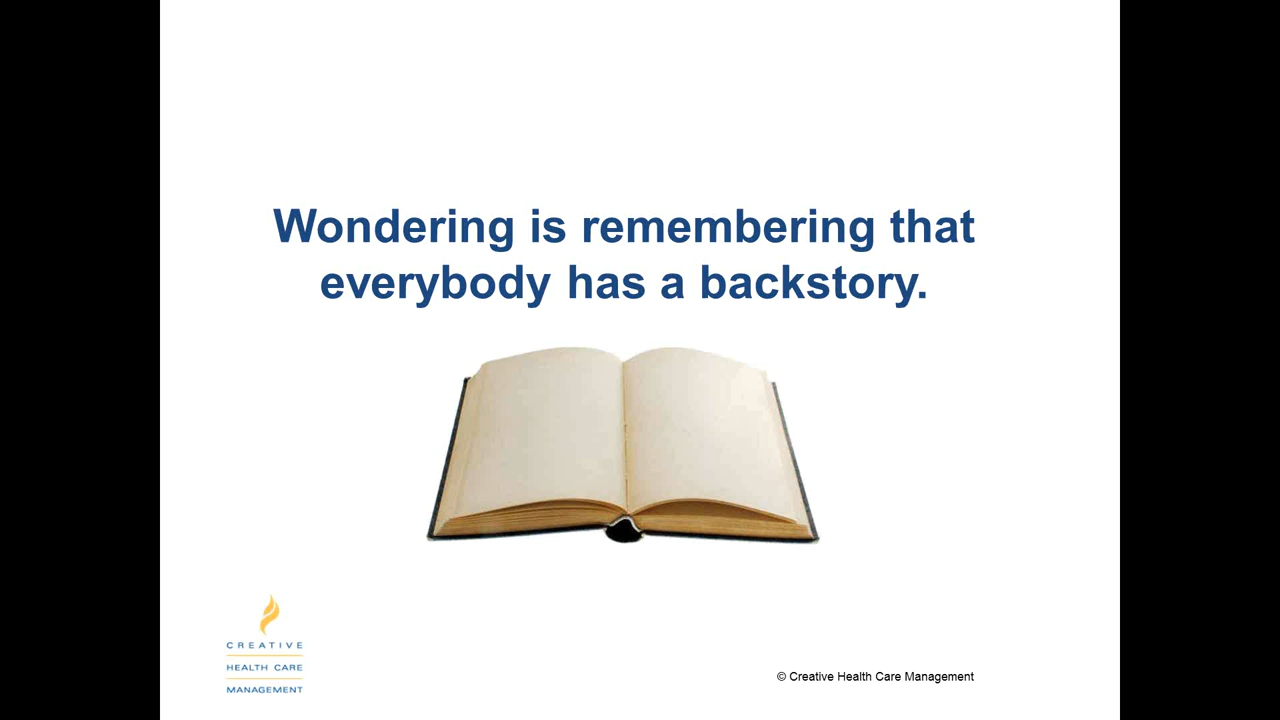 Wondering is remembering that
everybody has a backstory.
CREATIVE
HEALTH CARE
MANAGEMENT
© Creative Health Care Management